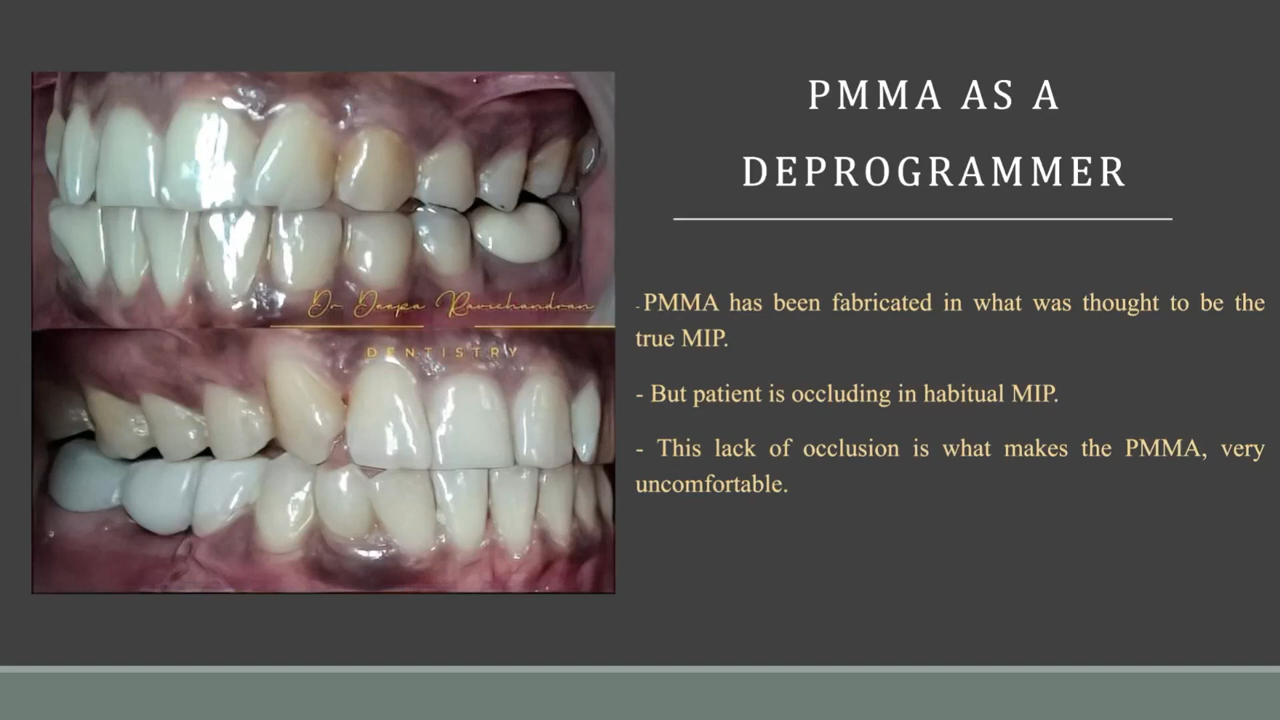 PMMA AS A
DEPROGRAMMER
Dr Deepa Ravichandran
DENTISTRY
-PMMA has been fabricated in what was thought to be the
true MIP.
- But patient is occluding in habitual MIP.
- This lack of occlusion is what makes the PMMA, very
uncomfortable.